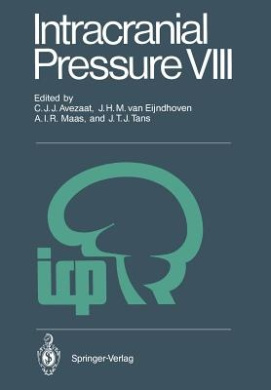 Intracranial
Pressure VIII
Edited by
C.J.J. Avezaat, J.H.M. van Eijndhoven
A.I.R. Maas, and J.T.J. Tans
icp
Springer-Verlag